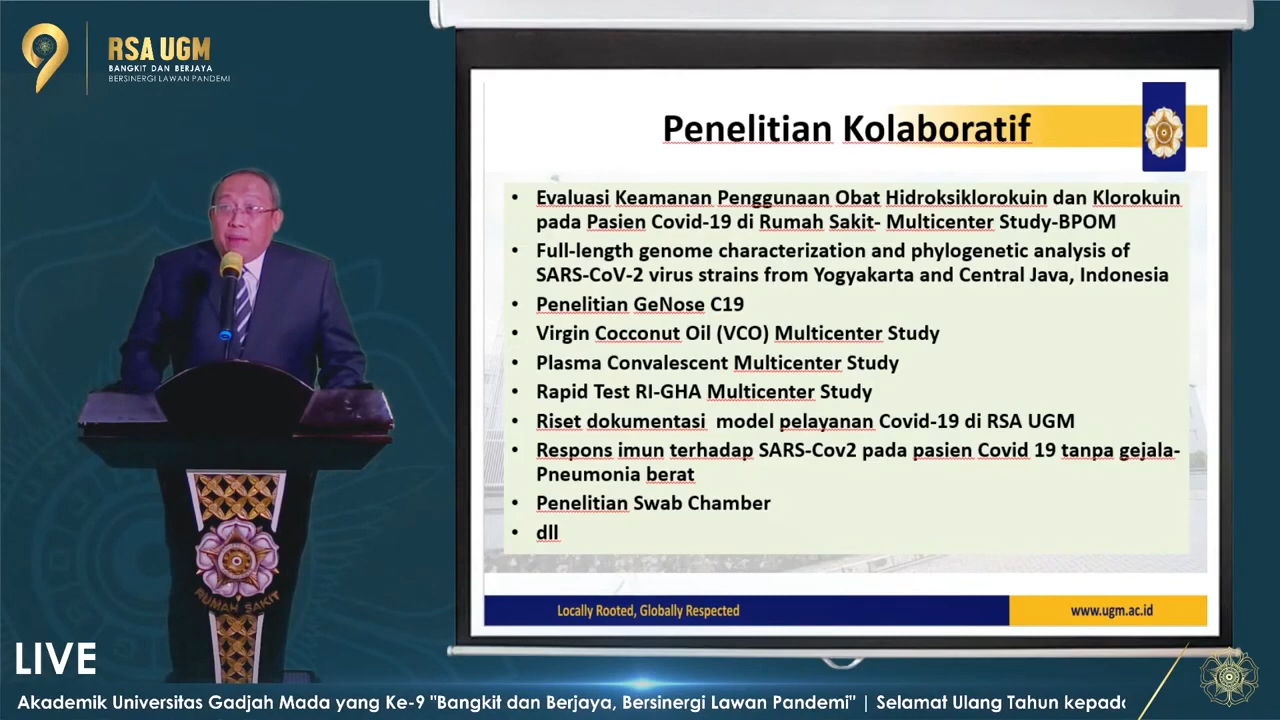 9
RSA UGM
BANGKIT DAN BERJAYA
BERSINERGI LAWAN PANDEMI
Penelitian Kolaboratif
• Evaluasi Keamanan Penggunaan Obat Hidroksiklorokuin dan Klorokuin
pada Pasien Covid-19 di Rumah Sakit- Multicenter Study-BPOM
• Full-length genome characterization and phylogenetic analysis of
SARS-CoV-2 virus strains from Yogyakarta and Central Java, Indonesia
• Penelitian GeNose C19
• Virgin Cocconut Oil (VCO) Multicenter Study
• Plasma Convalescent Multicenter Study
• Rapid Test RI-GHA Multicenter Study
• Riset dokumentasi model pelayanan Covid-19 di RSA UGM
• Respons imun terhadap SARS-Cov2 pada pasien Covid 19 tanpa gejala-
Pneumonia berat
• Penelitian Swab Chamber
• dll
Locally Rooted, Globally Respected
www.ugm.ac.id
RUMAH SAKIT
LIVE
Akademik Universitas Gadjah Mada yang Ke-9 "Bangkit dan Berjaya, Bersinergi Lawan Pandemi" | Selamat Ulang Tahun kepada